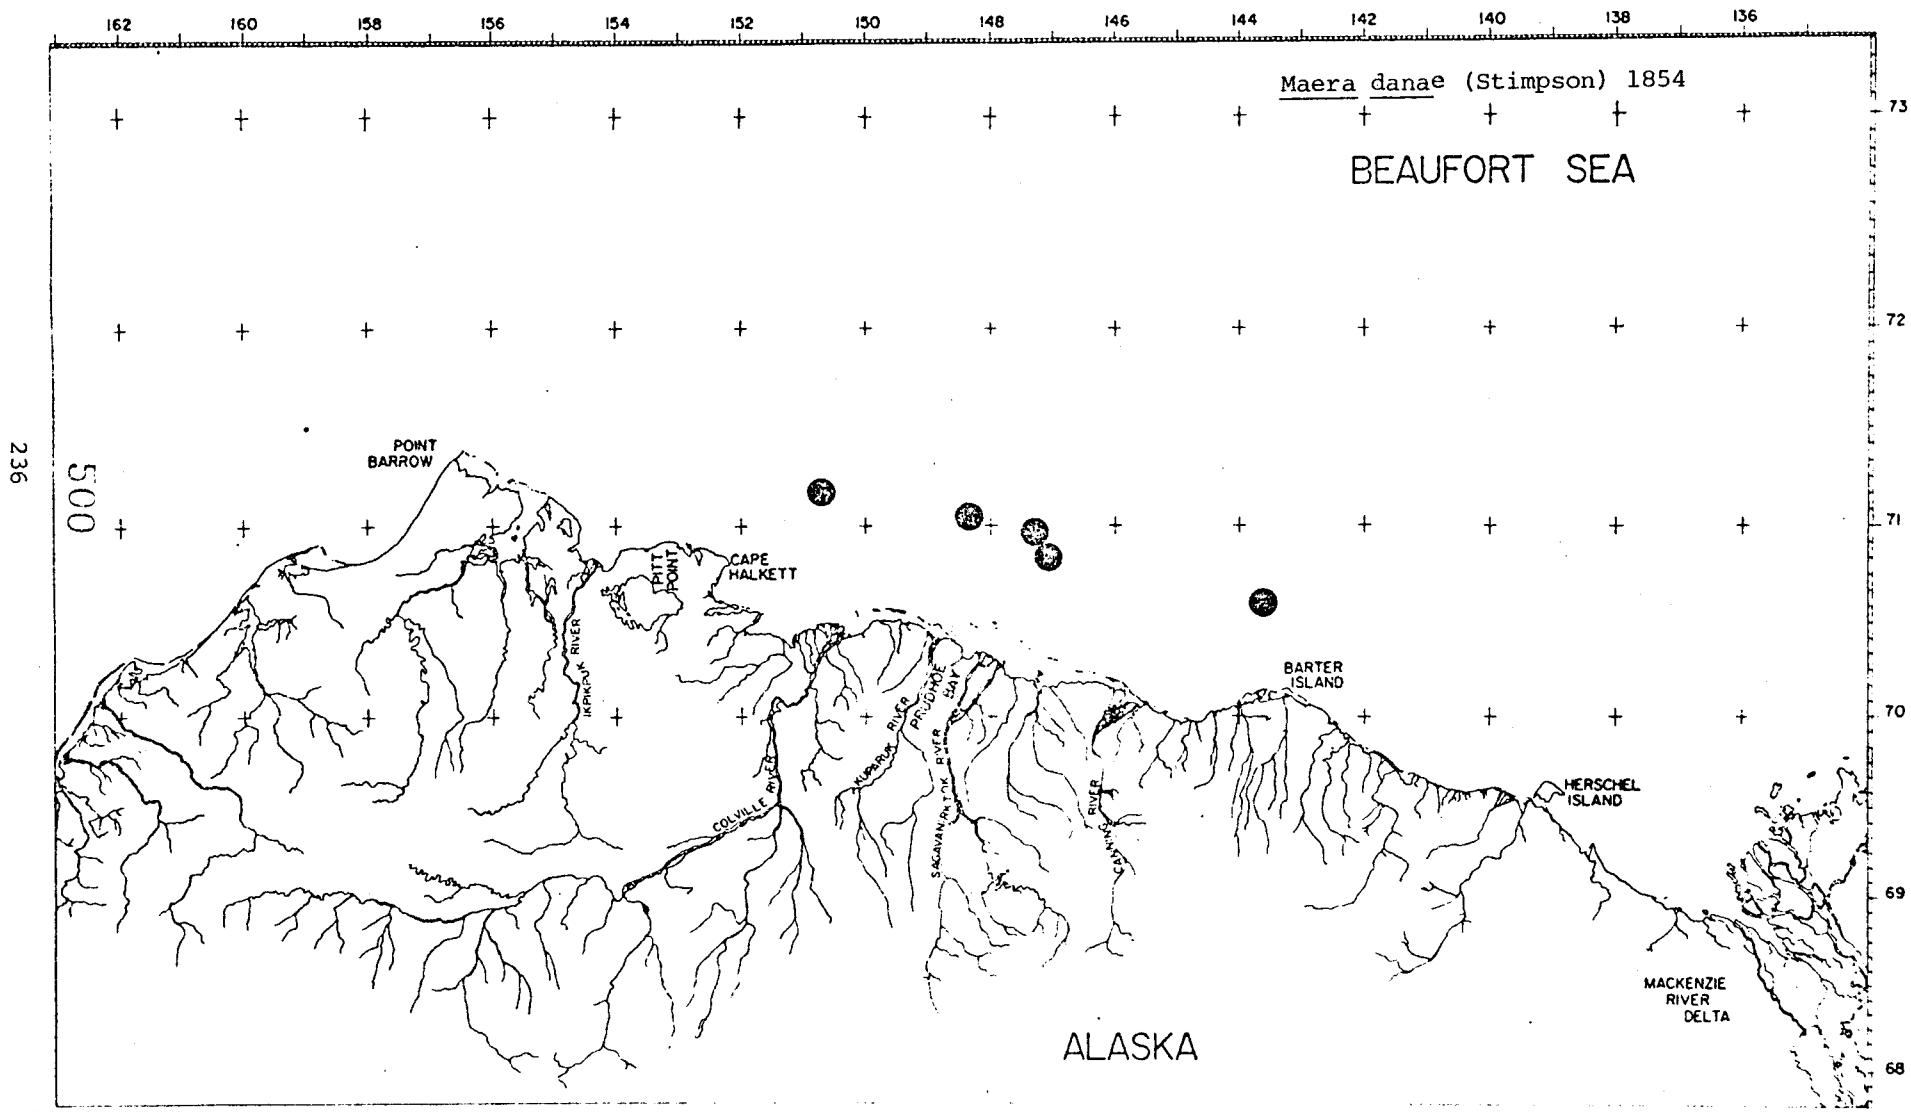 162 160 158 156 154 152 150 148 146 144 142 140 138 136
Maera danae (Stimpson) 1854
73
BEAUFORT SEA
72
POINT
BARROW
236
500
71
PITT
POINT
CAPE
HALKETT
IKPIKPUK RIVER
BARTER
ISLAND
PRUDHOE
BAY
70
KUPARUK RIVER
COLVILLE RIVER
SAGAVANIRKTOK RIVER
CANNING RIVER
HERSCHEL
ISLAND
69
MACKENZIE
RIVER
DELTA
ALASKA
68